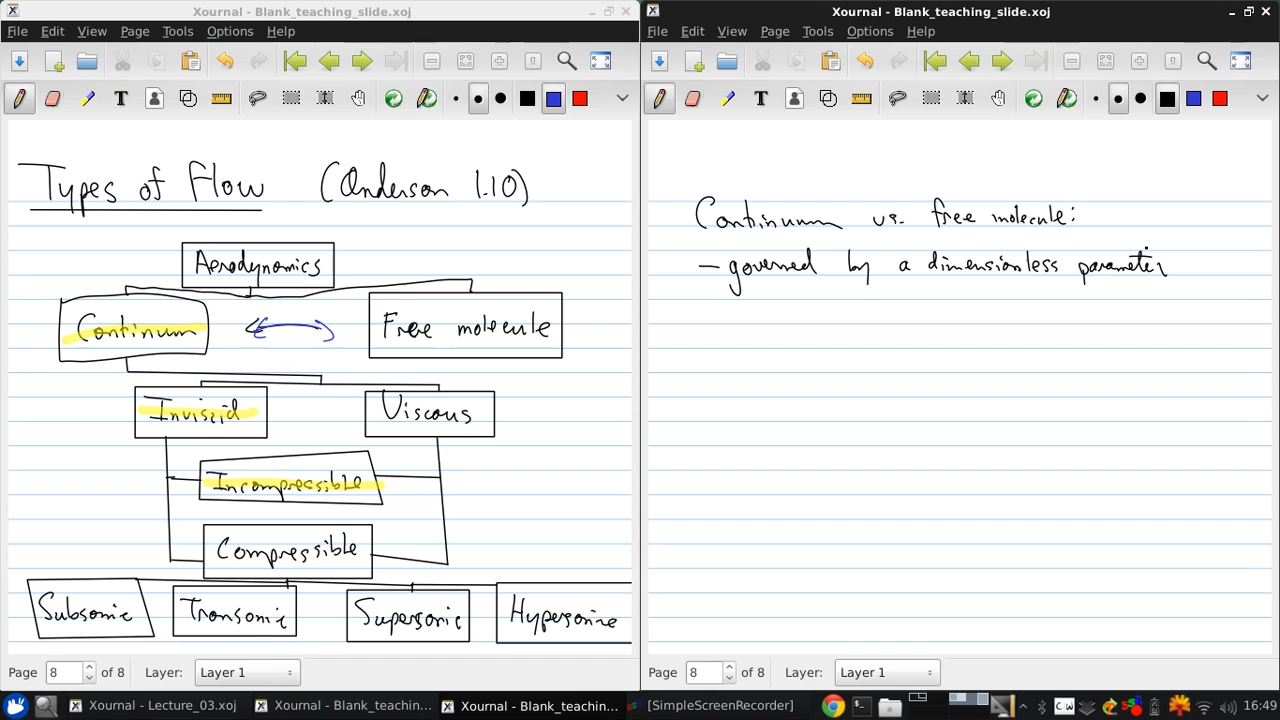 Xournal - Blank_teaching_slide.xoj
File Edit View Page Tools Options Help
Types of Flow (Anderson 1.10)
Aerodynamics
Continum Free molecule
Inviscid Viscous
Incompressible
Compressible
Subsonic Transonic Supersonic Hypersonic
Page 8 of 8 Layer: Layer 1
Xournal - Blank_teaching_slide.xoj
File Edit View Page Tools Options Help
Continuum vs. free molecule:
– governed by a dimensionless parameter
Page 8 of 8 Layer: Layer 1
Xournal - Lecture_03.xoj Xournal - Blank_teachin... Xournal - Blank_teachin... [SimpleScreenRecorder] 16:49